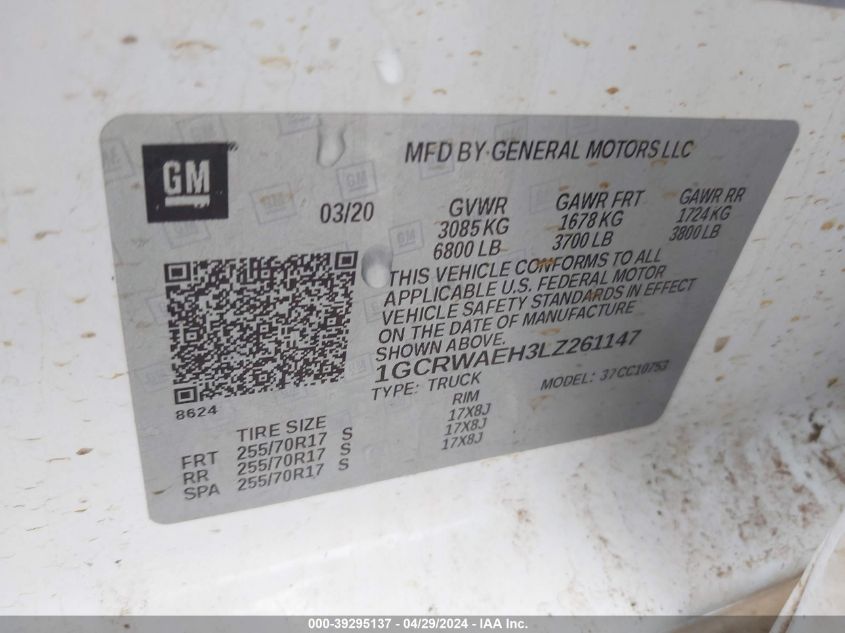 GM
MFD BY GENERAL MOTORS LLC
03/20
GVWR GAWR FRT GAWR RR
3085 KG 1678 KG 1724 KG
6800 LB 3700 LB 3800 LB
THIS VEHICLE CONFORMS TO ALL
APPLICABLE U.S. FEDERAL MOTOR
VEHICLE SAFETY STANDARDS IN EFFECT
ON THE DATE OF MANUFACTURE
SHOWN ABOVE.
1GCRWAEH3LZ261147
TYPE: TRUCK MODEL: 37 CC10753
8624
TIRE SIZE RIM
FRT 255/70R17 S 17X8J
RR 255/70R17 S 17X8J
SPA 255/70R17 S 17X8J
000-39295137 - 04/29/2024 - IAA Inc.